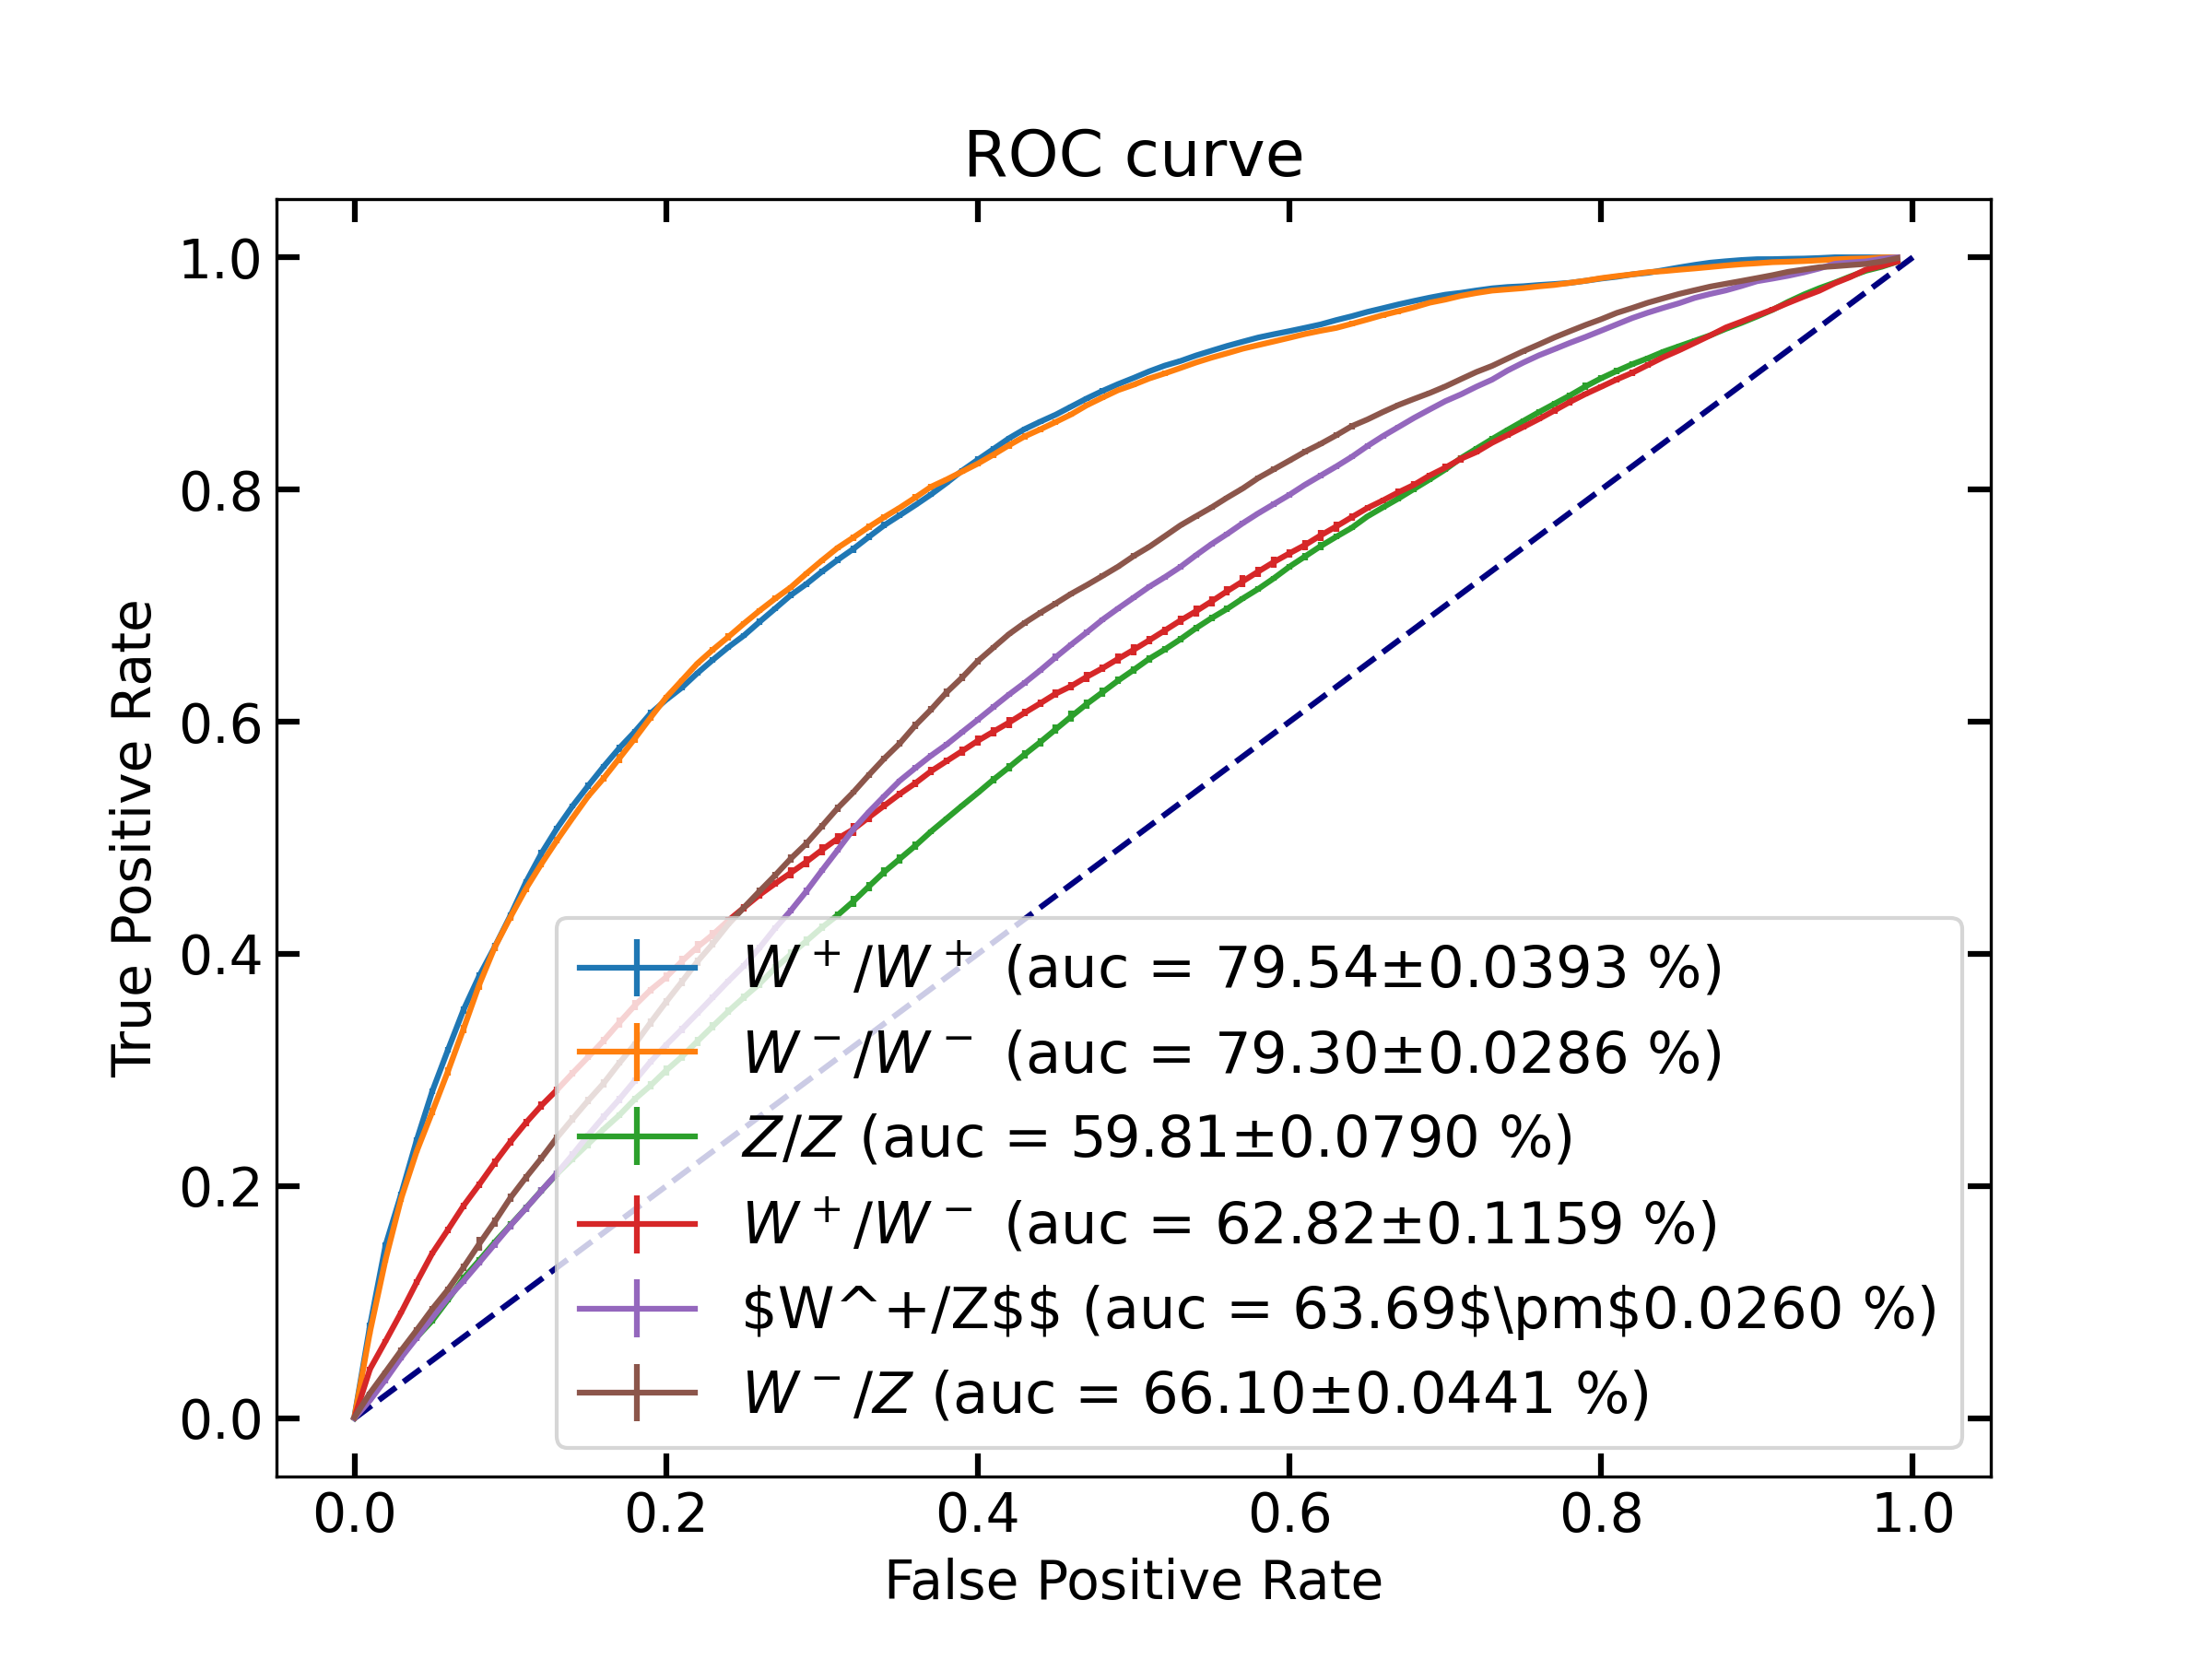 ROC curve
1.0
0.8
0.6
0.4
0.2
0.0
True Positive Rate
W⁺/W⁺ (auc = 79.54±0.0393 %)
W⁻/W⁻ (auc = 79.30±0.0286 %)
Z/Z (auc = 59.81±0.0790 %)
W⁺/W⁻ (auc = 62.82±0.1159 %)
$W^+/Z$$ (auc = 63.69$\pm$0.0260 %)
W⁻/Z (auc = 66.10±0.0441 %)
0.0 0.2 0.4 0.6 0.8 1.0
False Positive Rate